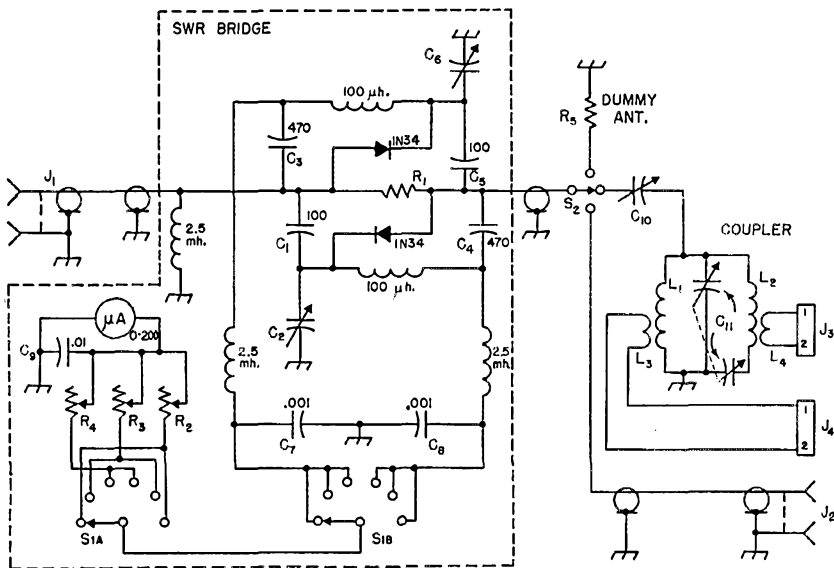 SWR BRIDGE
C6
100 µh.
470
C3
1N34
100
C5
R5
DUMMY
ANT.
J1
R1
S2
C10
COUPLER
2.5
mh.
C1
100
1N34
C4
470
100 µh.
C2
L1
L2
C11
L3
L4
1
2
J3
µA
0-200
C9
.01
2.5
mh.
2.5
mh.
R4
R3
R2
.001
C7
.001
C8
1
2
J4
S1A
S1B
J2